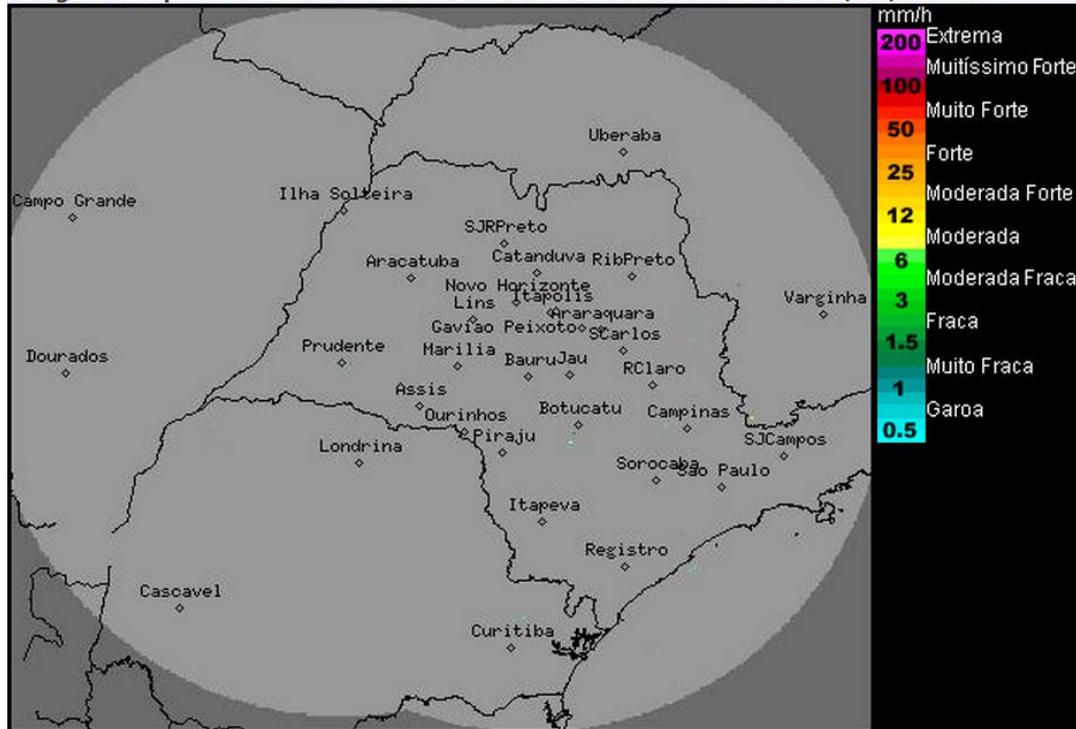 mm/h
200 Extrema
Muitíssimo Forte
100
Muito Forte
50
Forte
25
Moderada Forte
12
Moderada
6
Moderada Fraca
3
Fraca
1.5
Muito Fraca
1
Garoa
0.5
Uberaba
Campo Grande
Ilha Solteira
SJRPreto
Aracatuba
Catanduva
RibPreto
Novo Horizonte
Itapolis
Lins
Araraquara
Varginha
Gaviao Peixoto
SCarlos
Dourados
Prudente
Marilia
Bauru
Jau
RClaro
Assis
Ourinhos
Botucatu
Campinas
Londrina
Piraju
SJCampos
Sorocaba
Sao Paulo
Itapeva
Registro
Cascavel
Curitiba